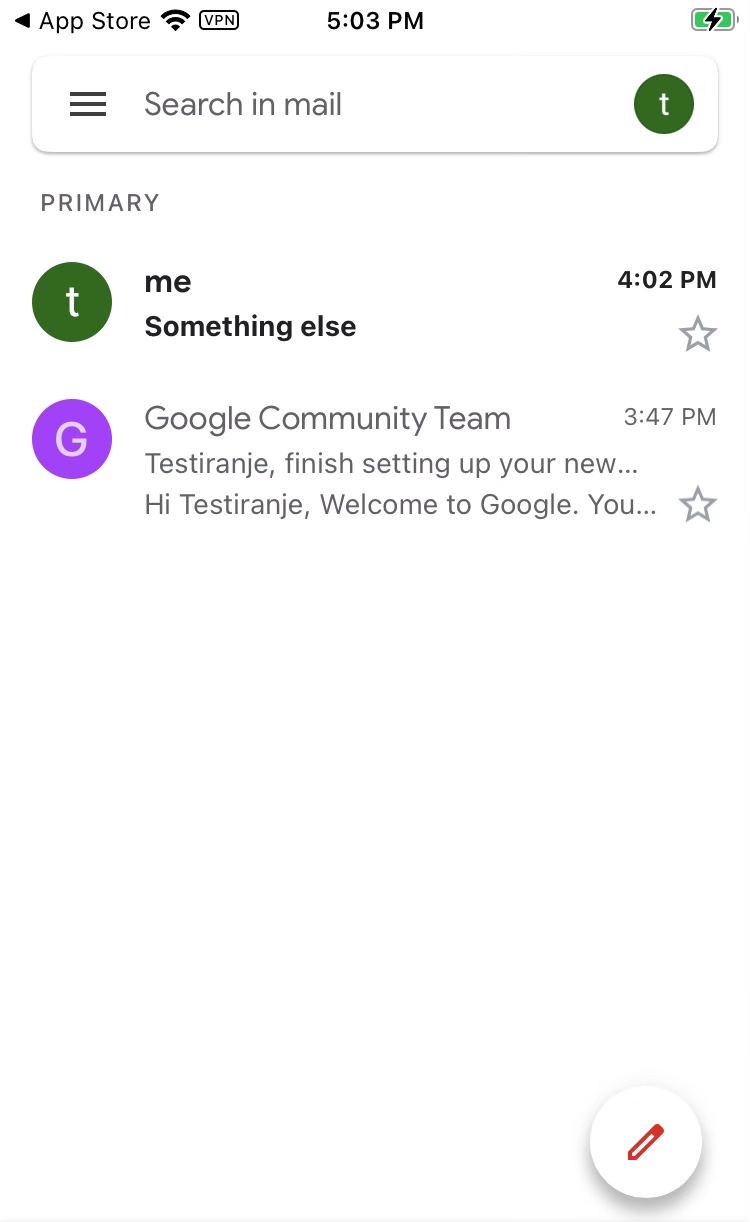 App Store VPN 5:03 PM
Search in mail t
PRIMARY
t me 4:02 PM
Something else
G Google Community Team 3:47 PM
Testiranje, finish setting up your new...
Hi Testiranje, Welcome to Google. You...